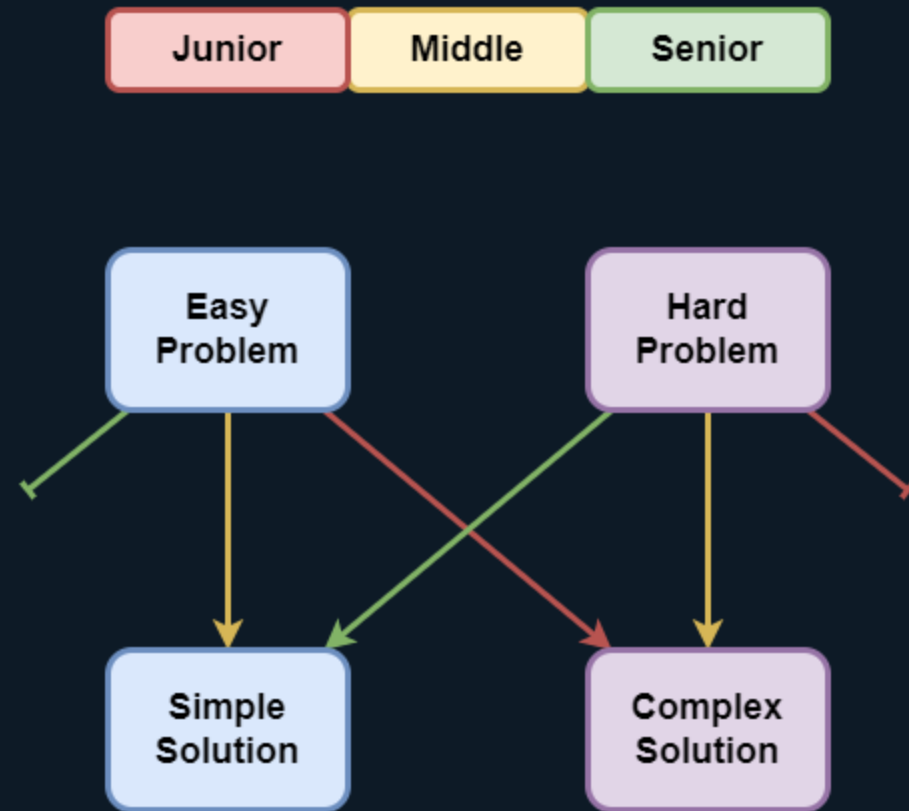 Junior
Middle
Senior
Easy
Problem
Hard
Problem
Simple
Solution
Complex
Solution